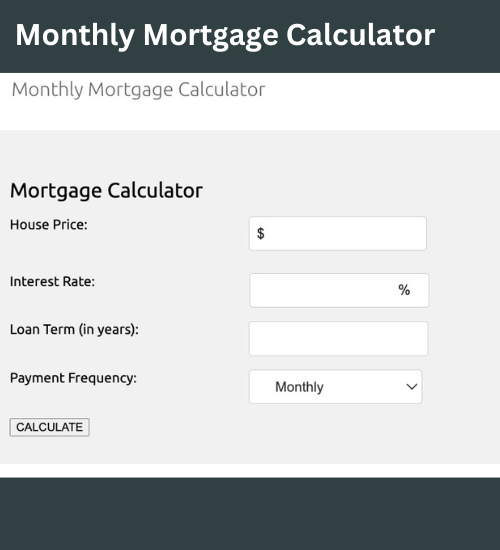 Monthly Mortgage Calculator
Monthly Mortgage Calculator
Mortgage Calculator
House Price:
$
Interest Rate:
%
Loan Term (in years):
Payment Frequency:
Monthly
CALCULATE